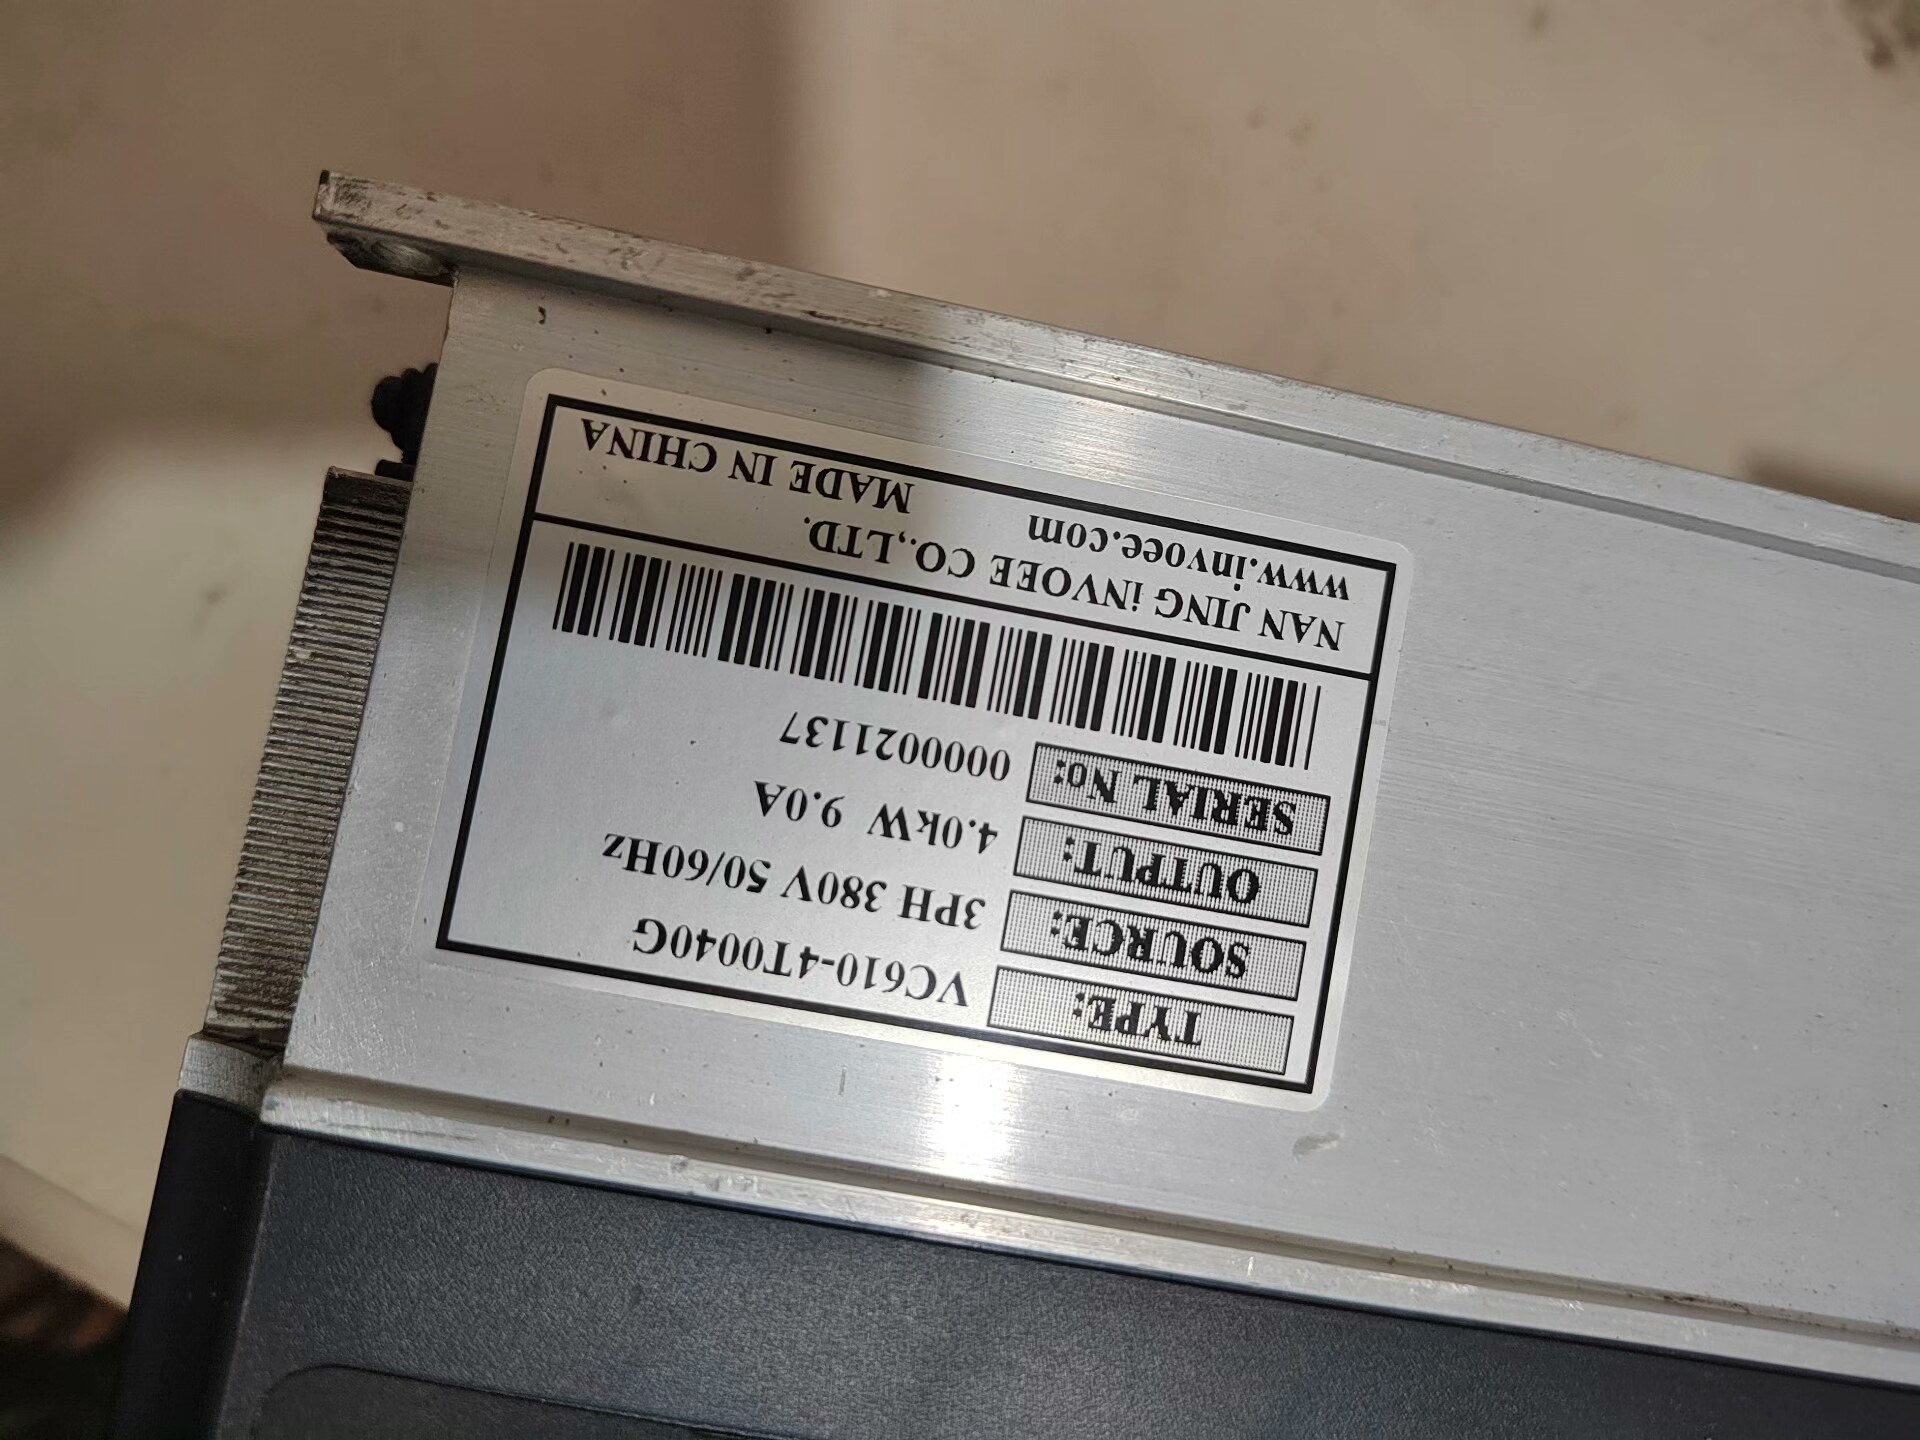 TYPE: VC610-4T0040G
SOURCE: 3PH 380V 50/60Hz
OUTPUT: 4.0kW 9.0A
SERIAL No: 0000021137
NAN JING iNVOEE CO.,LTD.
www.invoee.com MADE IN CHINA